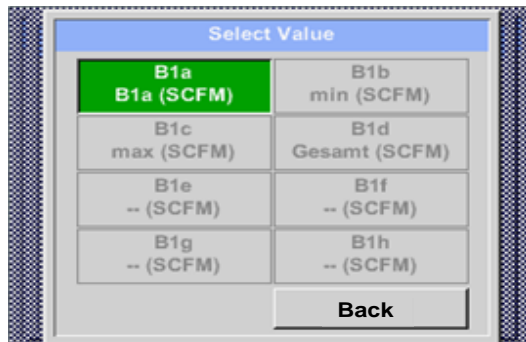 Select Value
B1a
B1a (SCFM)
B1b
min (SCFM)
B1c
max (SCFM)
B1d
Gesamt (SCFM)
B1e
-- (SCFM)
B1f
-- (SCFM)
B1g
-- (SCFM)
B1h
-- (SCFM)
Back